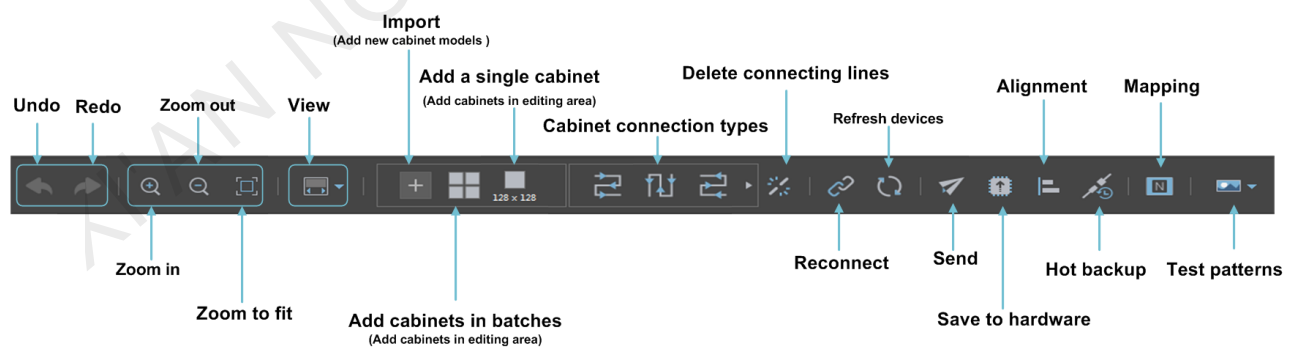 Import
(Add new cabinet models )
Add a single cabinet
(Add cabinets in editing area)
Delete connecting lines
Alignment
Mapping
Undo
Redo
Zoom out
View
Cabinet connection types
Refresh devices
128 × 128
N
Zoom in
Reconnect
Send
Hot backup
Test patterns
Zoom to fit
Add cabinets in batches
(Add cabinets in editing area)
Save to hardware
XIAN